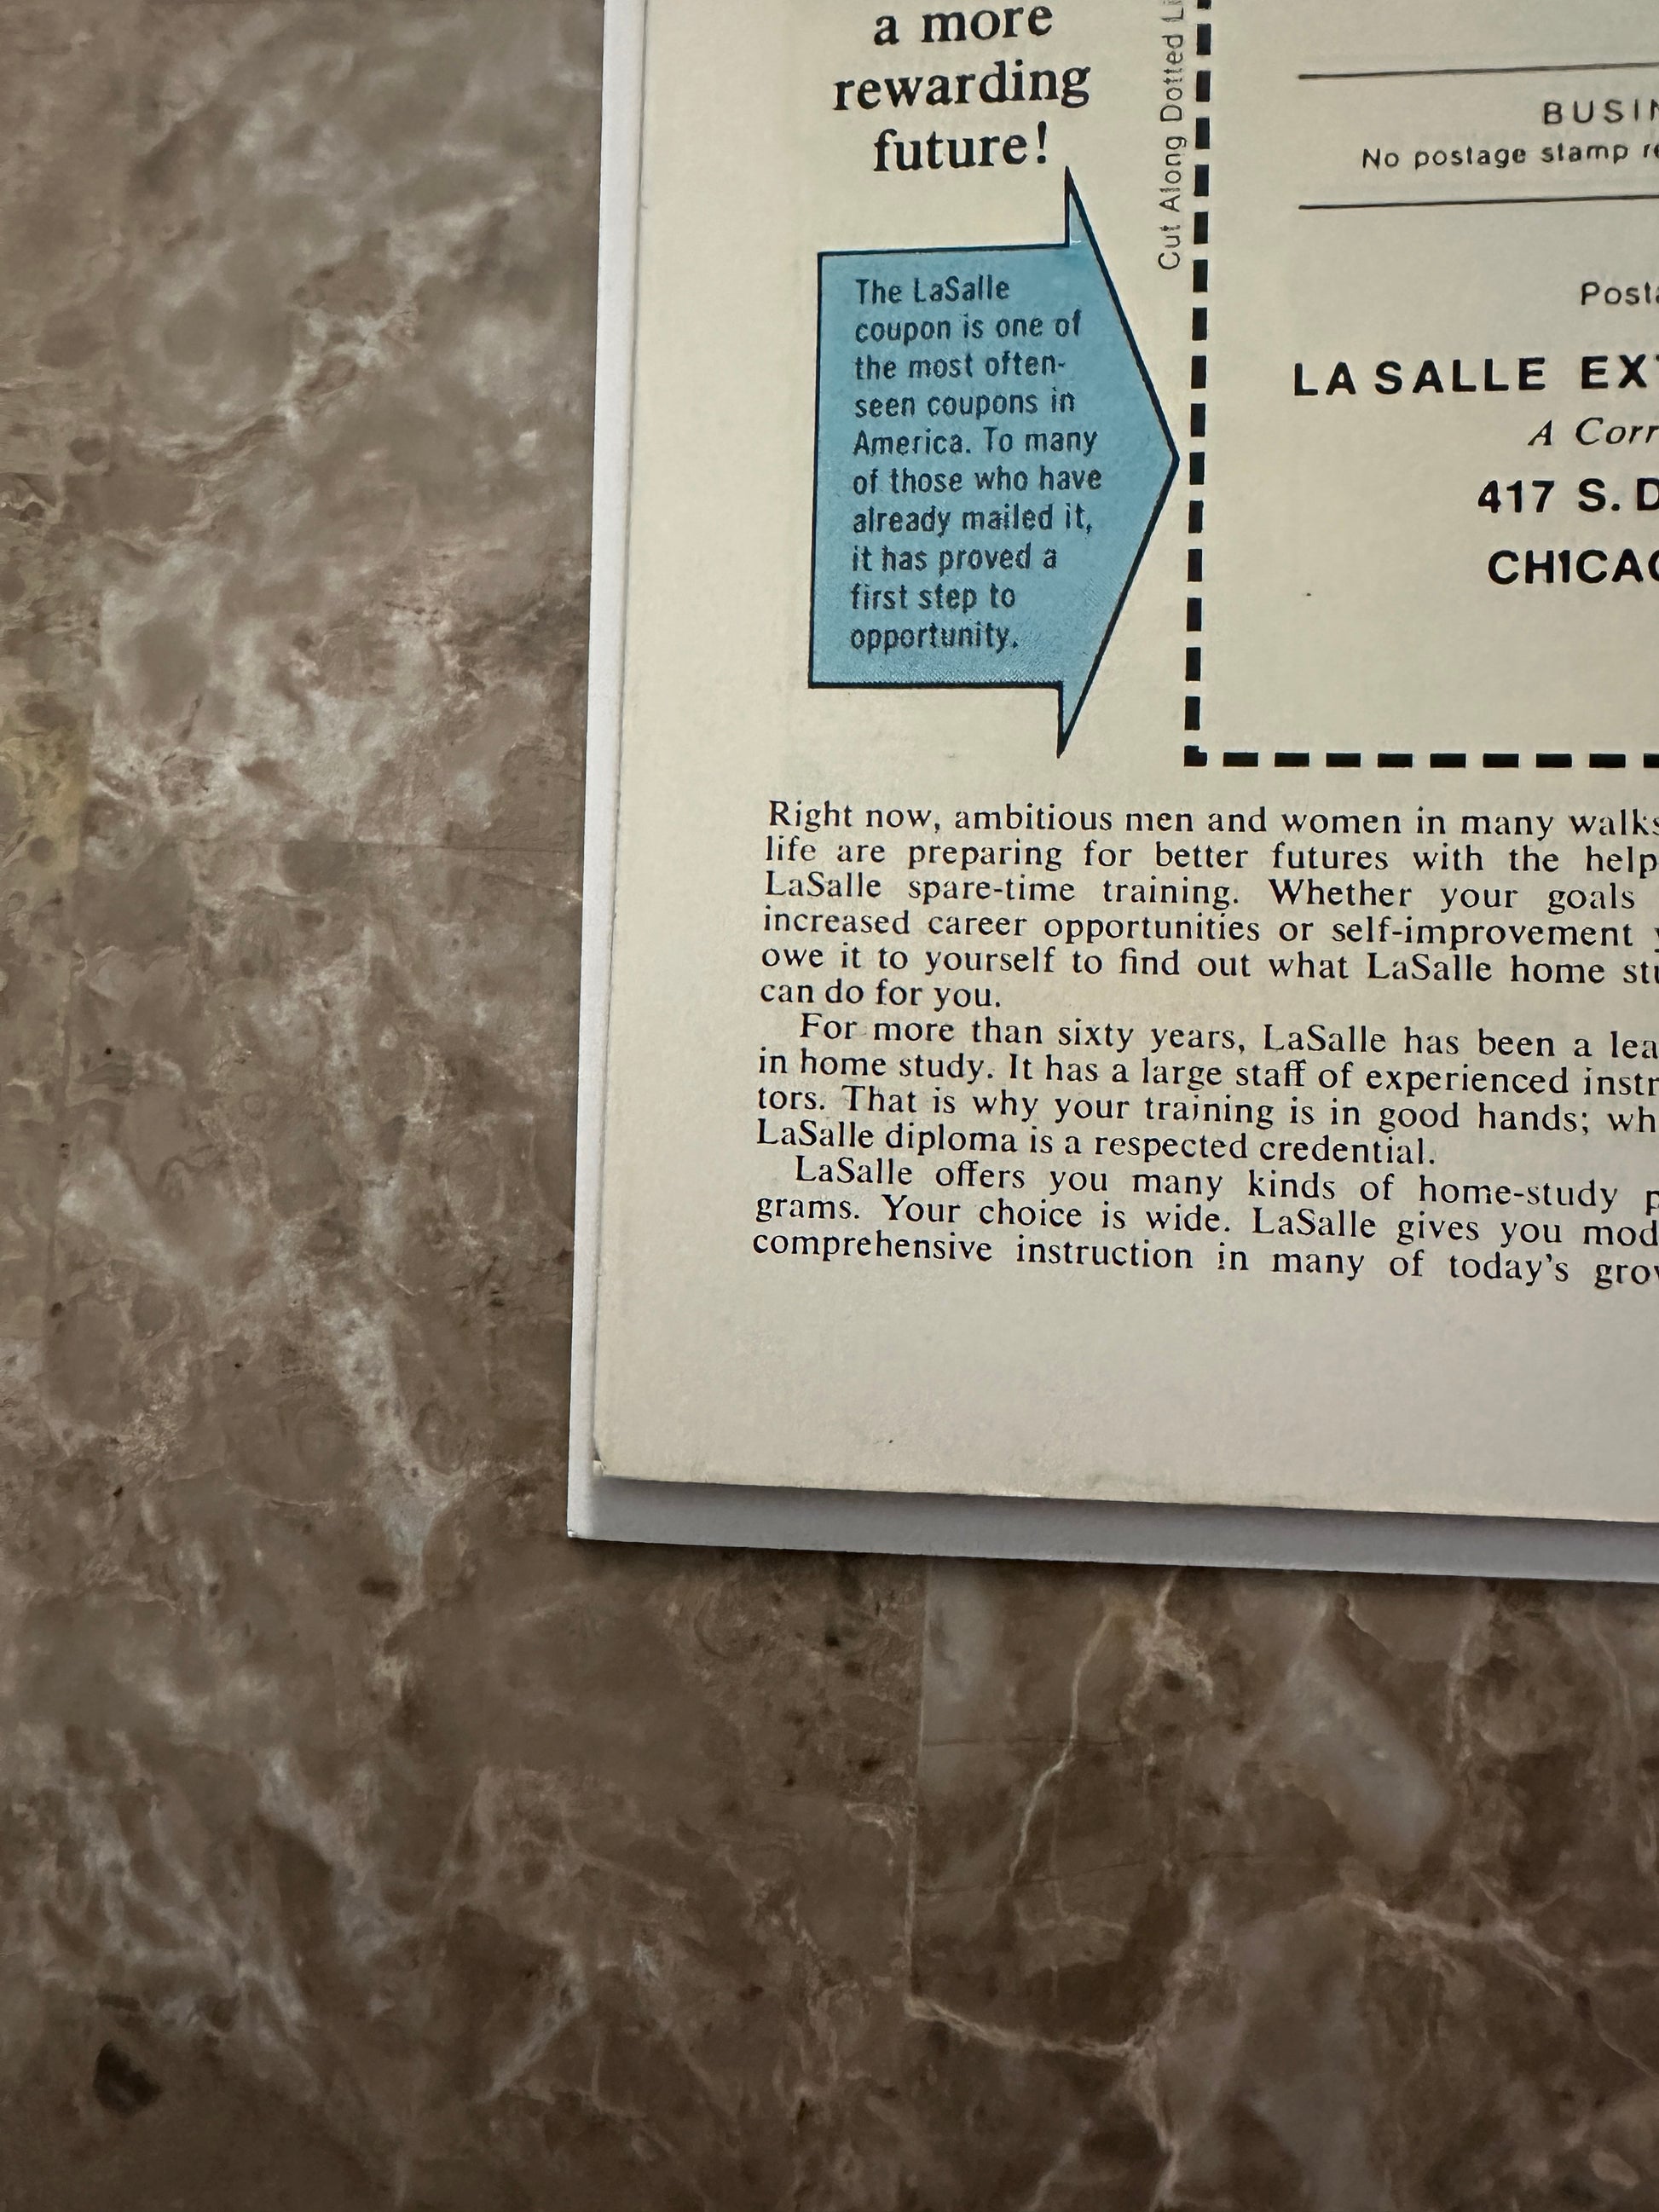 a more
rewarding
future!
The LaSalle
coupon is one of
the most often-
seen coupons in
America. To many
of those who have
already mailed it,
it has proved a
first step to
opportunity.
Cut Along Dotted Li
BUSIN
No postage stamp re
Posta
LA SALLE EXT
A Corr
417 S. D
CHICAG
Right now, ambitious men and women in many walks
life are preparing for better futures with the help
LaSalle spare-time training. Whether your goals
increased career opportunities or self-improvement y
owe it to yourself to find out what LaSalle home stu
can do for you.
For more than sixty years, LaSalle has been a lea
in home study. It has a large staff of experienced instr
tors. That is why your training is in good hands; wh
LaSalle diploma is a respected credential.
LaSalle offers you many kinds of home-study p
grams. Your choice is wide. LaSalle gives you mod
comprehensive instruction in many of today's grow